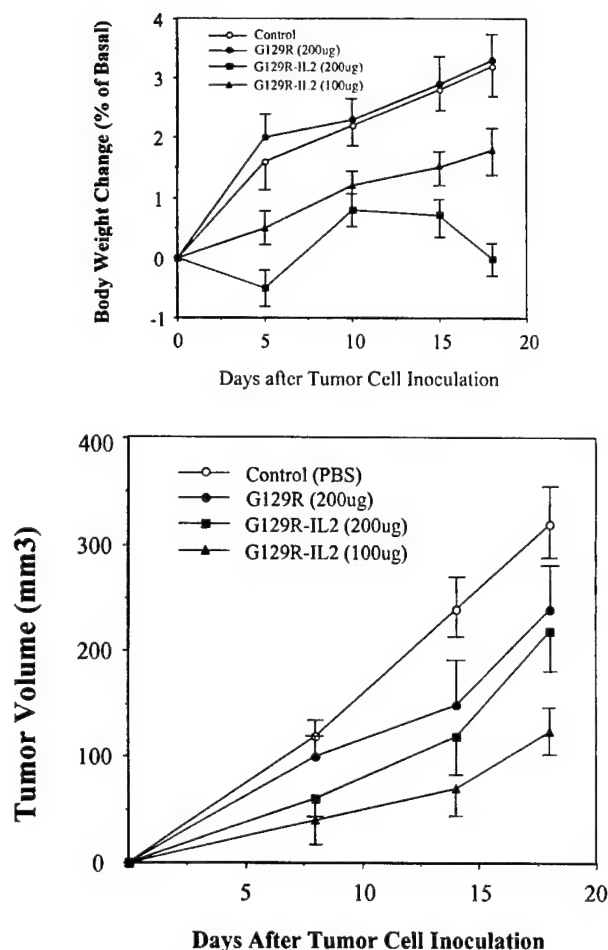 Body Weight Change (% of Basal)
4
3
2
1
0
-1
Control
G129R (200ug)
G129R-IL2 (200ug)
G129R-IL2 (100ug)
0
5
10
15
20
Days after Tumor Cell Inoculation
Tumor Volume (mm3)
400
300
200
100
0
Control (PBS)
G129R (200ug)
G129R-IL2 (200ug)
G129R-IL2 (100ug)
5
10
15
20
Days After Tumor Cell Inoculation